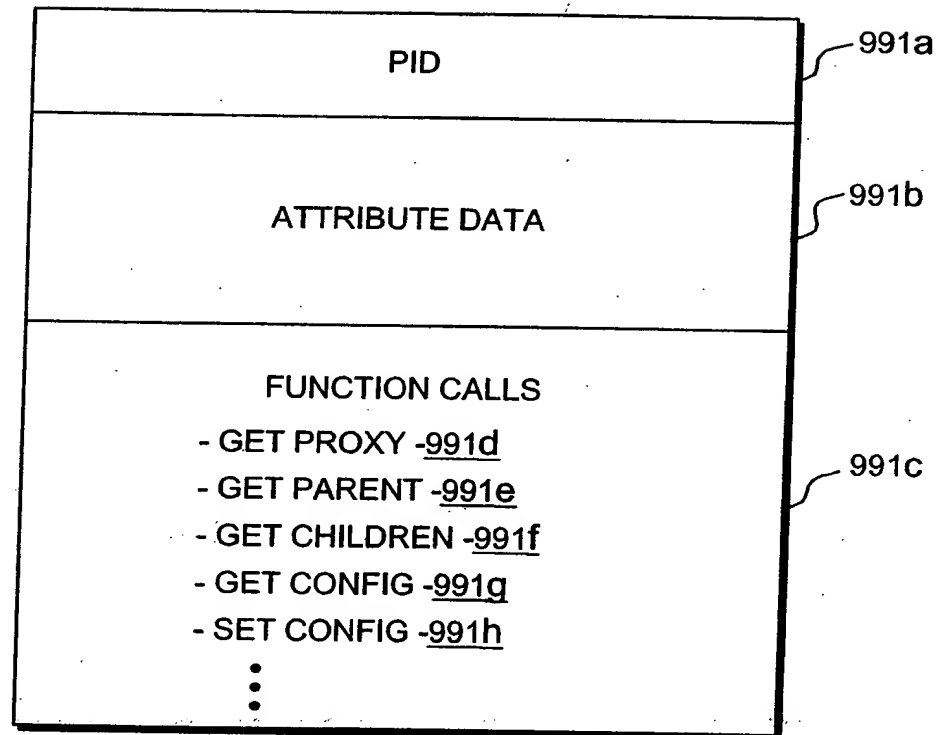 PID
991a
ATTRIBUTE DATA
991b
FUNCTION CALLS
- GET PROXY -991d
- GET PARENT -991e
- GET CHILDREN -991f
- GET CONFIG -991g
- SET CONFIG -991h
991c